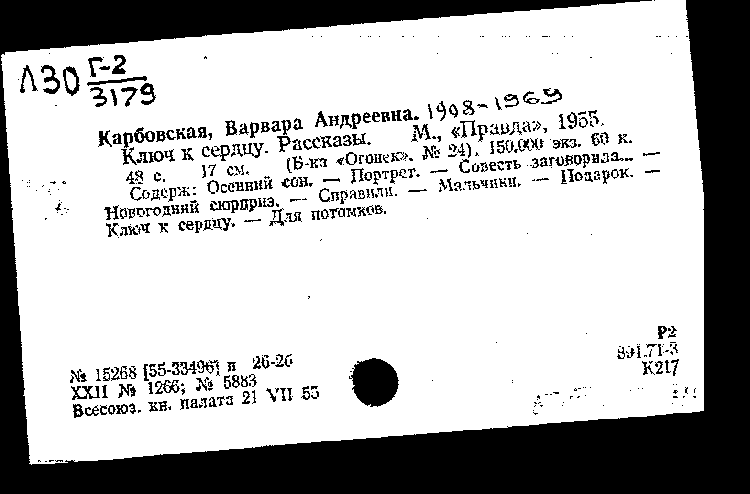 Л30 Г-2
3179
Карбовская, Варвара Андреевна. 1908-1969
Ключ к сердцу. Рассказы. М., «Правда», 1955.
48 с. 17 см. (Б-ка «Огонек». № 24). 150.000 экз. 60 к.
Содерж: Осенний сон. — Портрет. — Совесть заговорила... —
Новогодний сюрприз. — Справили. — Мальчики. — Подарок. —
Ключ к сердцу. — Для потомков.
Р2
№ 15268 [55-33496] п 26-26
891.71-3
XXII № 1266; № 5883
К217
Всесоюз. кн. палата 21 VII 55